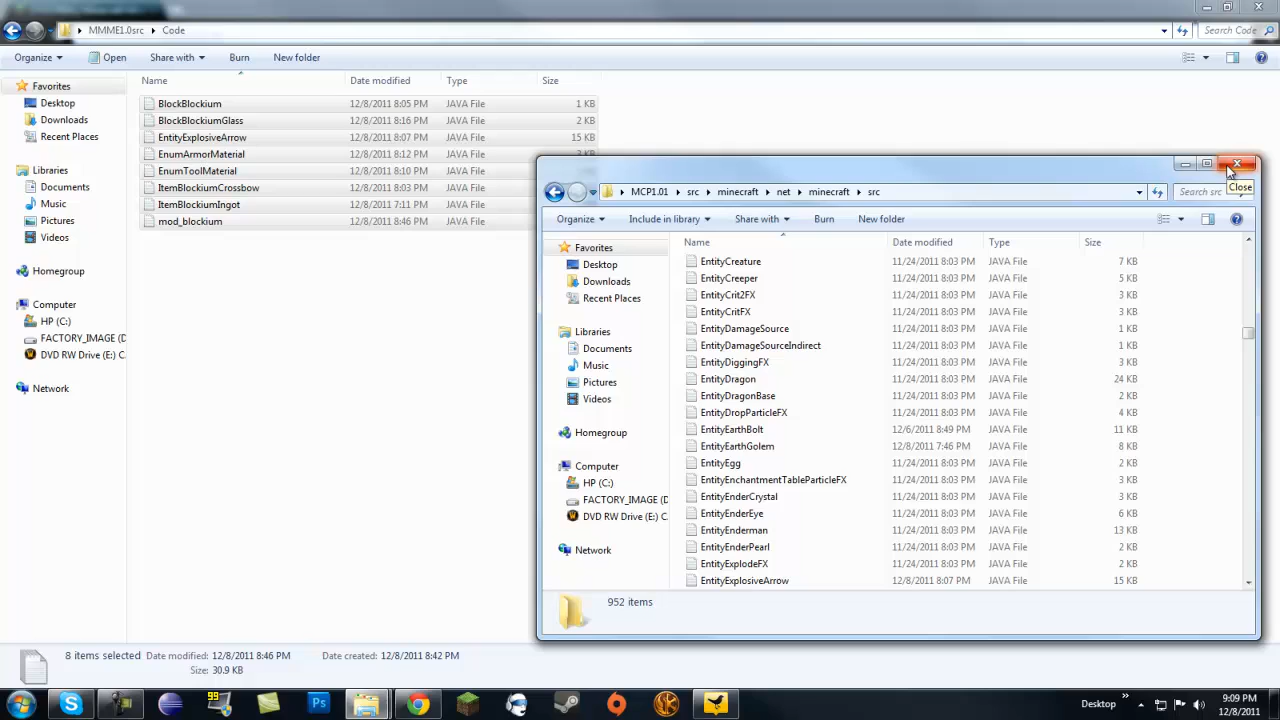 MMME1.0src Code Search Code
Organize Open Share with Burn New folder
Favorites
Desktop
Downloads
Recent Places
Libraries
Documents
Music
Pictures
Videos
Homegroup
Computer
HP (C:)
FACTORY_IMAGE (D
DVD RW Drive (E:) C
Network
Name Date modified Type Size
BlockBlockium 12/8/2011 8:05 PM JAVA File 1 KB
BlockBlockiumGlass 12/8/2011 8:16 PM JAVA File 2 KB
EntityExplosiveArrow 12/8/2011 8:07 PM JAVA File 15 KB
EnumArmorMaterial 12/8/2011 8:12 PM JAVA File
EnumToolMaterial 12/8/2011 8:10 PM JAVA File
ItemBlockiumCrossbow 12/8/2011 8:03 PM JAVA File
ItemBlockiumIngot 12/8/2011 7:11 PM JAVA File
mod_blockium 12/8/2011 8:46 PM JAVA File
MCP1.01 src minecraft net minecraft src Search src
Close
Organize Include in library Share with Burn New folder
Favorites
Desktop
Downloads
Recent Places
Libraries
Documents
Music
Pictures
Videos
Homegroup
Computer
HP (C:)
FACTORY_IMAGE (D
DVD RW Drive (E:) C
Network
Name Date modified Type Size
EntityCreature 11/24/2011 8:03 PM JAVA File 7 KB
EntityCreeper 11/24/2011 8:03 PM JAVA File 5 KB
EntityCrit2FX 11/24/2011 8:03 PM JAVA File 3 KB
EntityCritFX 11/24/2011 8:03 PM JAVA File 3 KB
EntityDamageSource 11/24/2011 8:03 PM JAVA File 1 KB
EntityDamageSourceIndirect 11/24/2011 8:03 PM JAVA File 1 KB
EntityDiggingFX 11/24/2011 8:03 PM JAVA File 3 KB
EntityDragon 11/24/2011 8:03 PM JAVA File 24 KB
EntityDragonBase 11/24/2011 8:03 PM JAVA File 2 KB
EntityDropParticleFX 11/24/2011 8:03 PM JAVA File 4 KB
EntityEarthBolt 12/6/2011 8:49 PM JAVA File 11 KB
EntityEarthGolem 12/8/2011 7:46 PM JAVA File 8 KB
EntityEgg 11/24/2011 8:03 PM JAVA File 2 KB
EntityEnchantmentTableParticleFX 11/24/2011 8:03 PM JAVA File 3 KB
EntityEnderCrystal 11/24/2011 8:03 PM JAVA File 3 KB
EntityEnderEye 11/24/2011 8:03 PM JAVA File 6 KB
EntityEnderman 11/24/2011 8:03 PM JAVA File 13 KB
EntityEnderPearl 11/24/2011 8:03 PM JAVA File 2 KB
EntityExplodeFX 11/24/2011 8:03 PM JAVA File 2 KB
EntityExplosiveArrow 12/8/2011 8:07 PM JAVA File 15 KB
952 items
8 items selected Date modified: 12/8/2011 8:46 PM Date created: 12/8/2011 8:42 PM
Size: 30.9 KB
99
Ps
Desktop
9:09 PM
12/8/2011